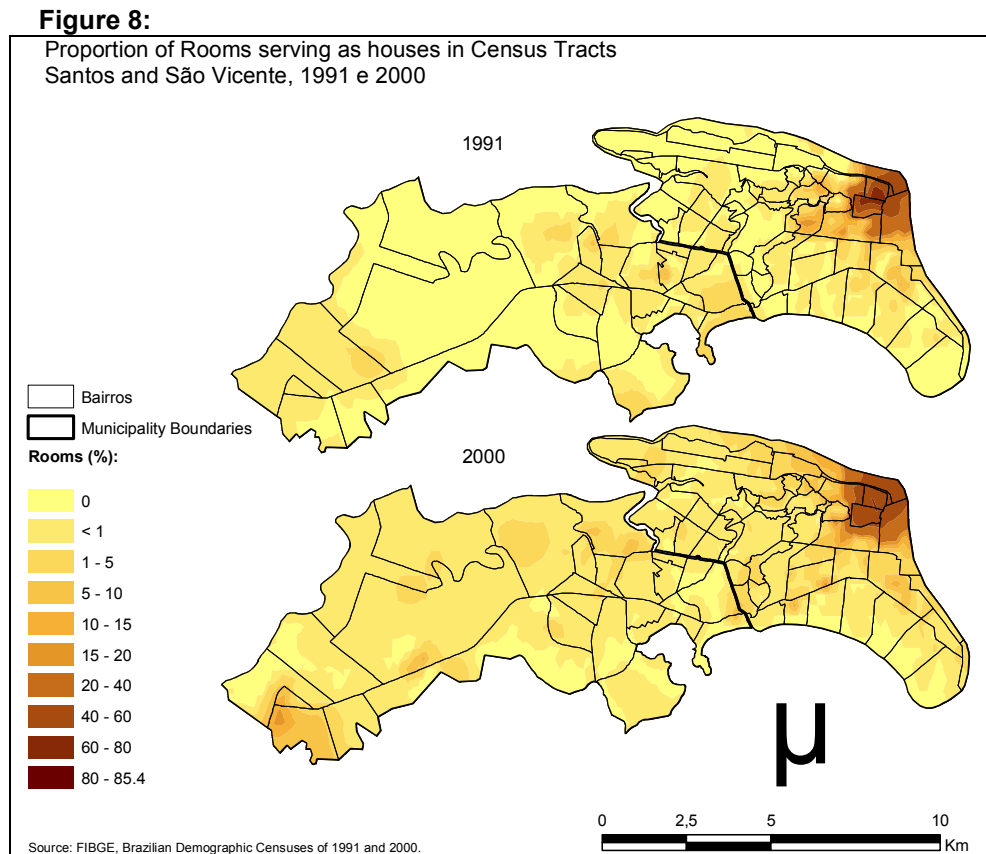 Figure 8:
Proportion of Rooms serving as houses in Census Tracts
Santos and São Vicente, 1991 e 2000
1991
Bairros
Municipality Boundaries
Rooms (%):
2000
0
< 1
1 - 5
5 - 10
10 - 15
15 - 20
20 - 40
40 - 60
60 - 80
80 - 85.4
µ
0 2,5 5 10
Km
Source: FIBGE, Brazilian Demographic Censuses of 1991 and 2000.